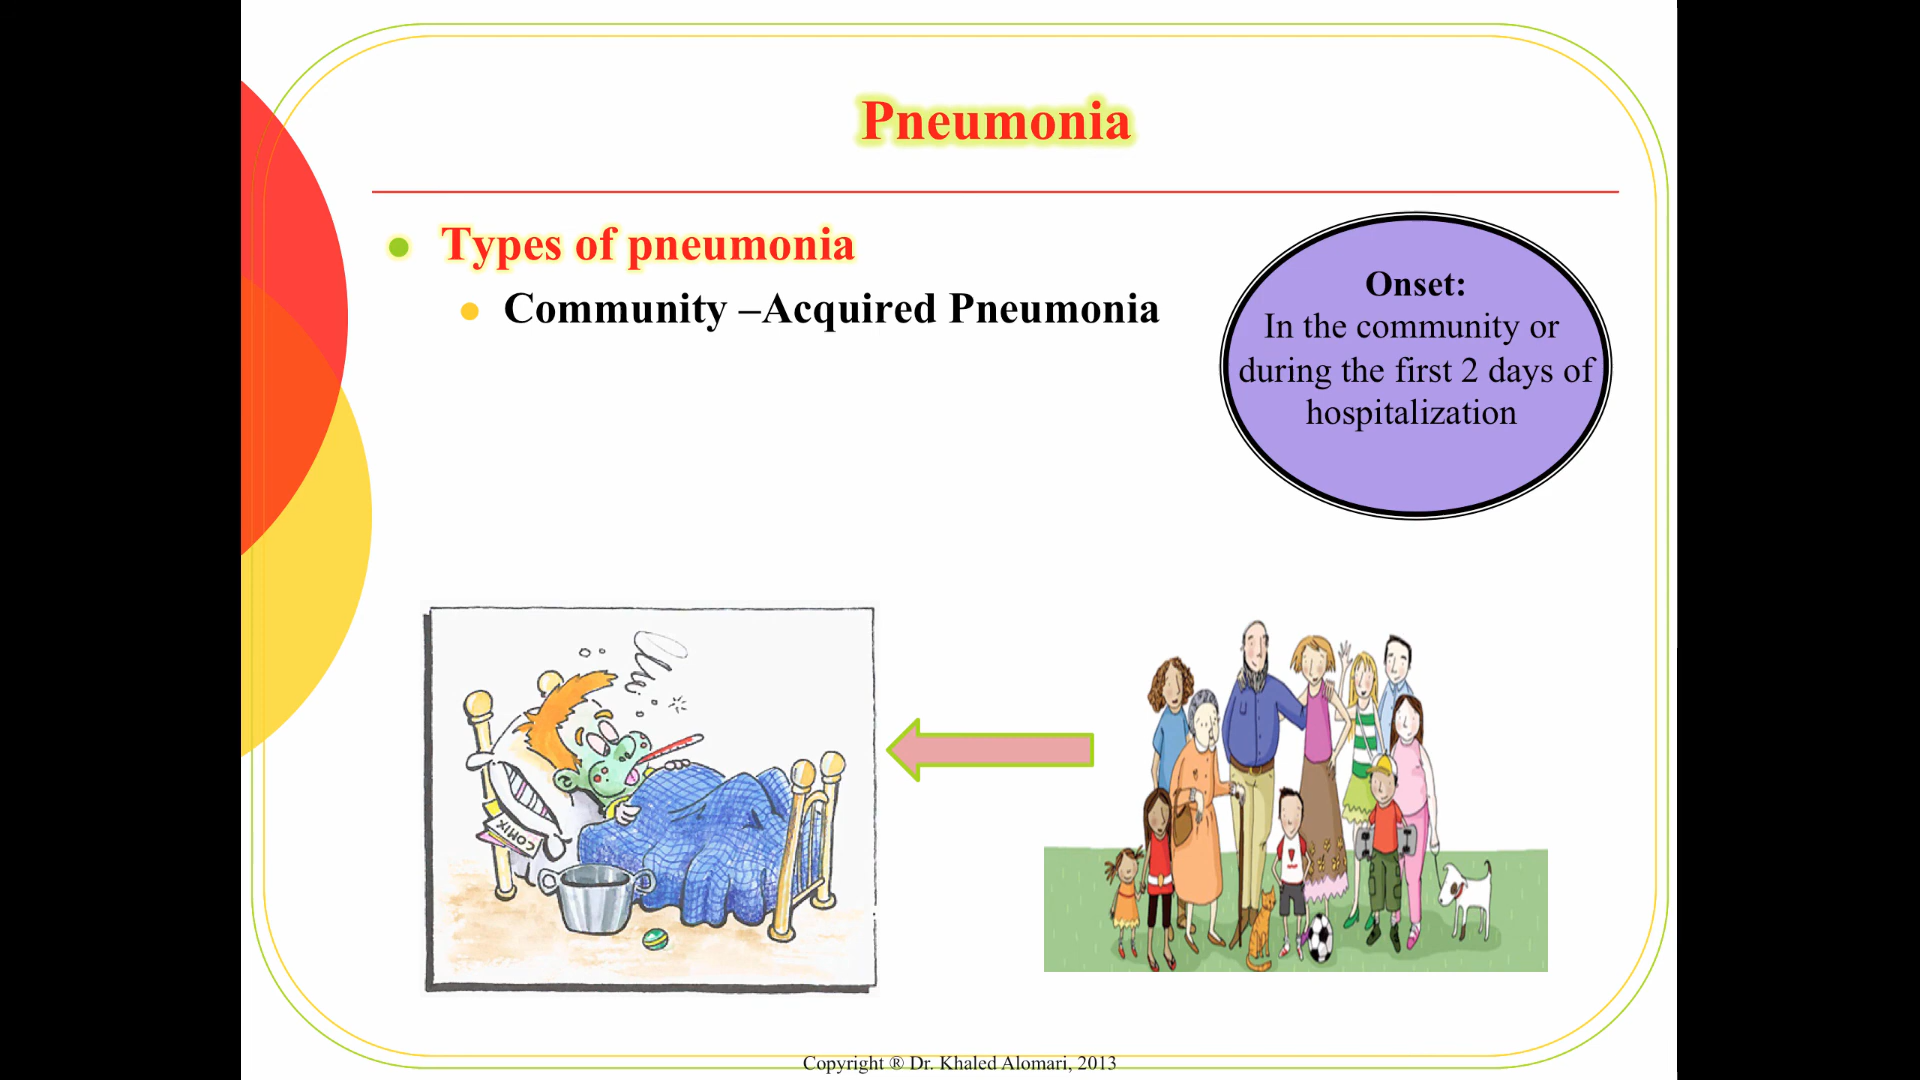 Pneumonia
Types of pneumonia
Community –Acquired Pneumonia
Onset:
In the community or
during the first 2 days of
hospitalization
COMIX
Copyright ® Dr. Khaled Alomari, 2013